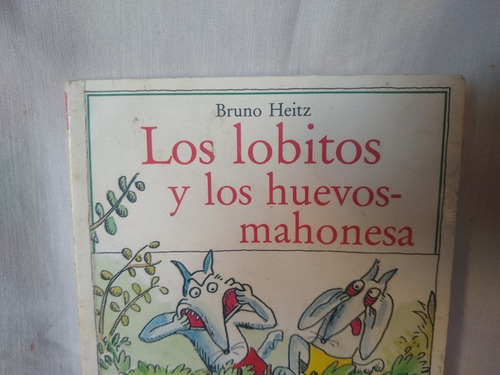 Bruno Heitz
Los lobitos
y los huevos-
mahonesa